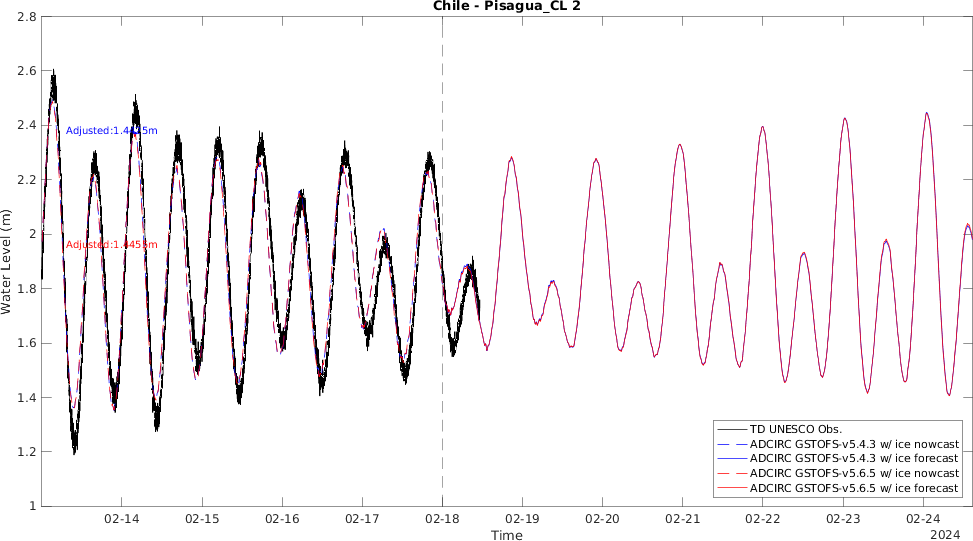 Chile - Pisagua_CL 2
Water Level (m)
2.8
2.6
2.4
2.2
2
1.8
1.6
1.4
1.2
1
Adjusted:
Adjusted:
TD UNESCO Obs.
ADCIRC GSTOFS-v5.4.3 w/ ice nowcast
ADCIRC GSTOFS-v5.4.3 w/ ice forecast
ADCIRC GSTOFS-v5.6.5 w/ ice nowcast
ADCIRC GSTOFS-v5.6.5 w/ ice forecast
02-14 02-15 02-16 02-17 02-18 02-19 02-20 02-21 02-22 02-23 02-24
Time
2024